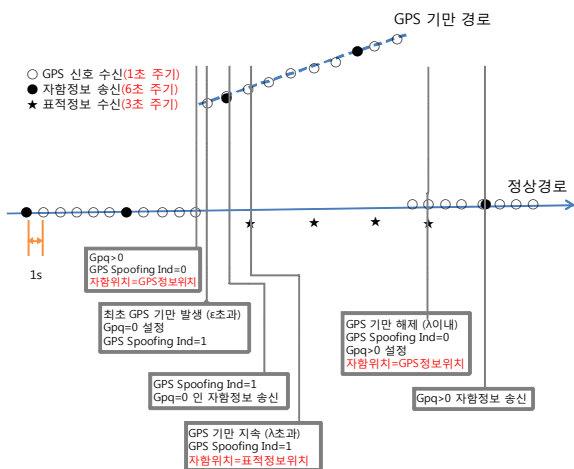 GPS 기만 경로
○ GPS 신호 수신(1초 주기)
● 자함정보 송신(6초 주기)
★ 표적정보 수신(3초 주기)
정상경로
1s
Gpq>0
GPS Spoofing Ind=0
자함위치=GPS정보위치
최초 GPS 기만 발생 (ε초과)
Gpq=0 설정
GPS Spoofing Ind=1
GPS Spoofing Ind=1
Gpq=0 인 자함정보 송신
GPS 기만 지속 (λ초과)
GPS Spoofing Ind=1
자함위치=표적정보위치
GPS 기만 해제 (λ이내)
GPS Spoofing Ind=0
Gpq>0 설정
자함위치=GPS정보위치
Gpq>0 자함정보 송신